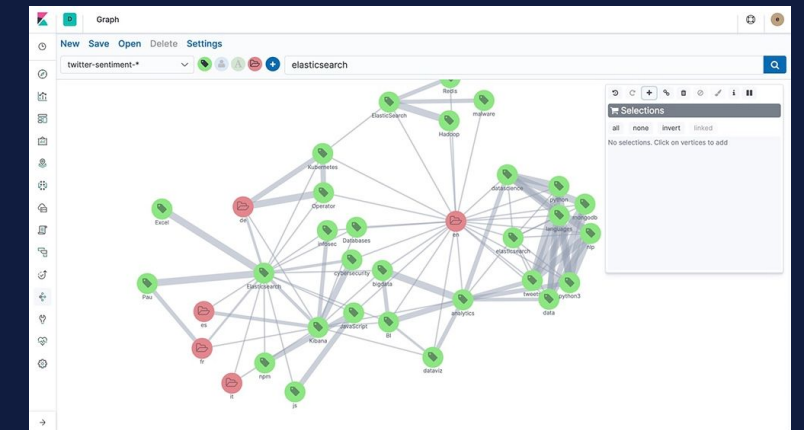 D Graph e
New Save Open Delete Settings
twitter-sentiment-* elasticsearch
Selections
all none invert linked
No selections. Click on vertices to add
Redis
ElasticSearch
malware
Hadoop
Kubernetes
datascience
python
de
Operator
mongodb
Excel
languages
en
infosec
Databases
nlp
elasticsearch
cybersecurity
bigdata
Elasticsearch
Pau
tweet
python3
data
analytics
es
JavaScript
BI
Kibana
fr
dataviz
npm
it
js